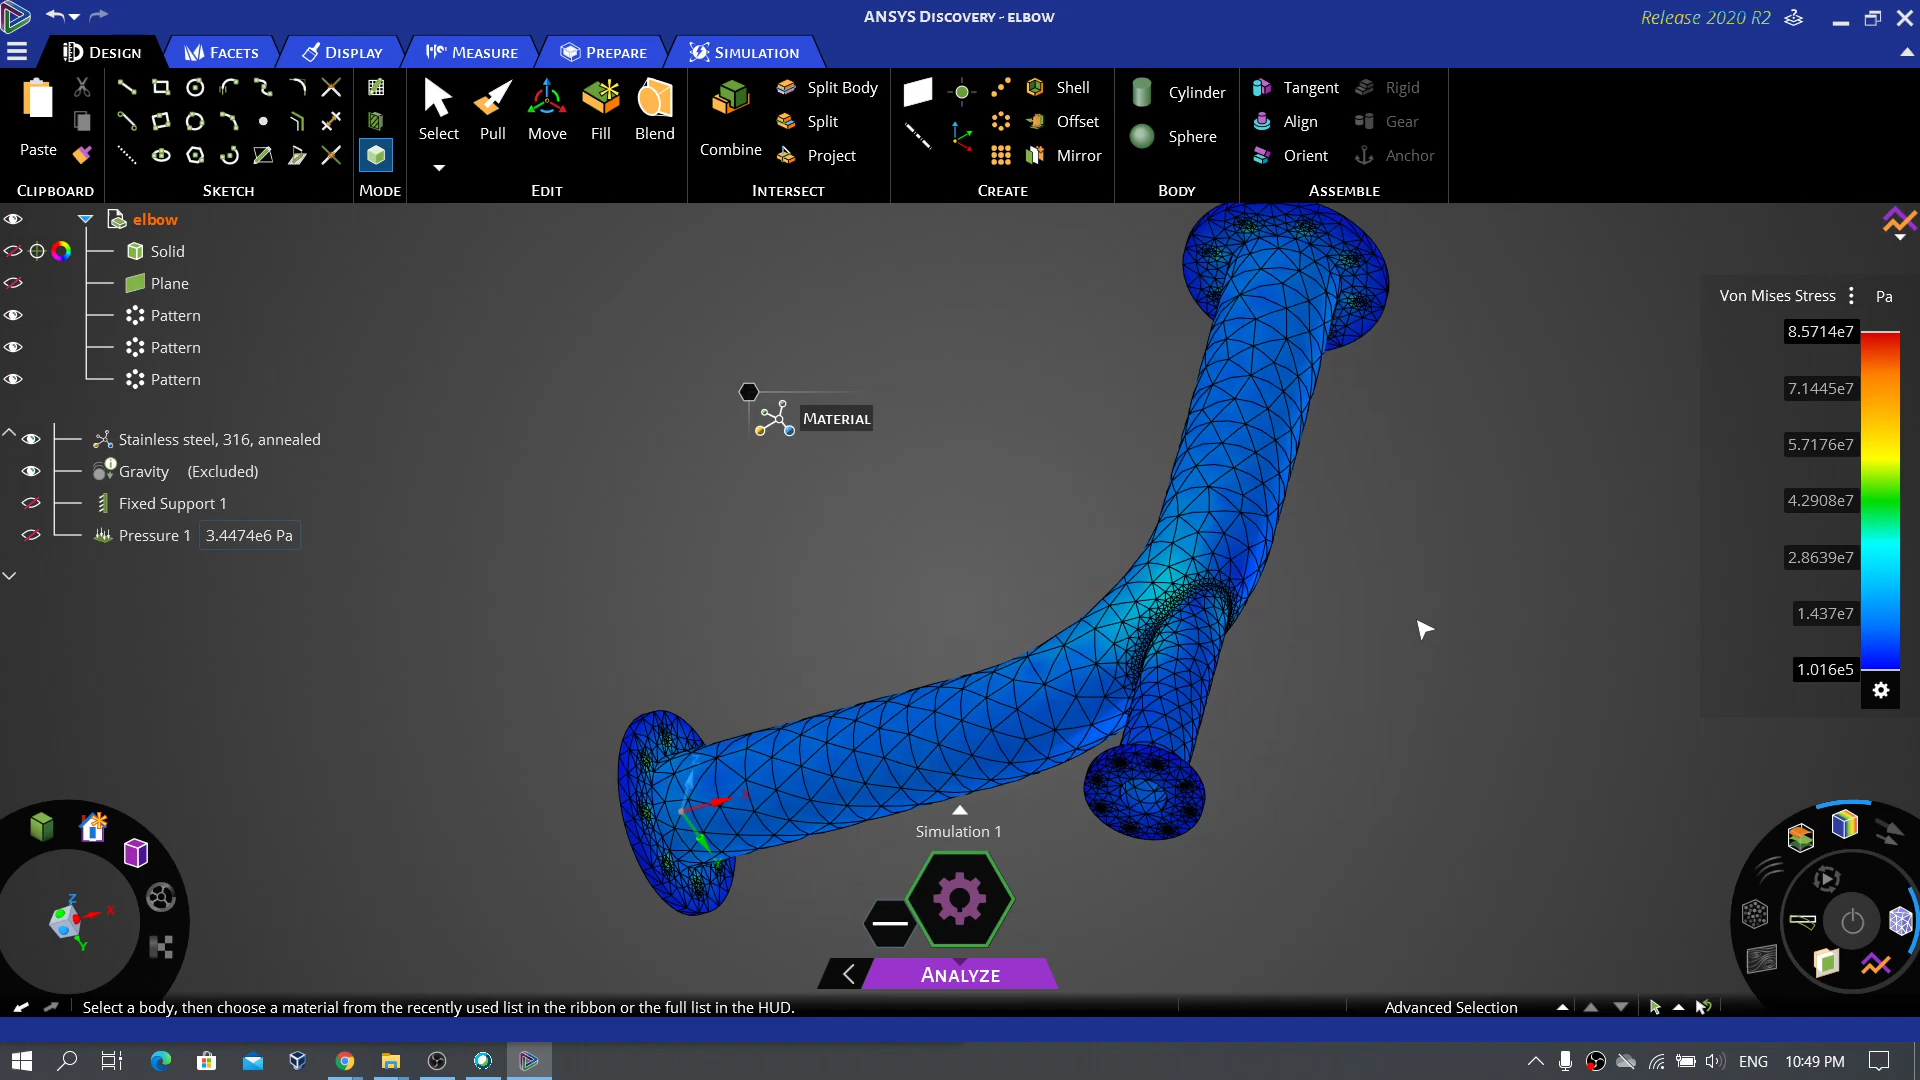 ANSYS Discovery - elbow
Release 2020 R2
Design
Facets
Display
Measure
Prepare
Simulation
Paste
Clipboard
Sketch
Mode
Select
Pull
Move
Fill
Blend
Edit
Combine
Split Body
Split
Project
Intersect
Shell
Offset
Mirror
Create
Cylinder
Sphere
Body
Tangent
Align
Orient
Rigid
Gear
Anchor
Assemble
elbow
Solid
Plane
Pattern
Pattern
Pattern
Stainless steel, 316, annealed
Gravity (Excluded)
Fixed Support 1
Pressure 1 3.4474e6 Pa
Material
Von Mises Stress Pa
8.5714e7
7.1445e7
5.7176e7
4.2908e7
2.8639e7
1.437e7
1.016e5
Simulation 1
Analyze
Z
X
Y
Select a body, then choose a material from the recently used list in the ribbon or the full list in the HUD.
Advanced Selection
ENG
10:49 PM